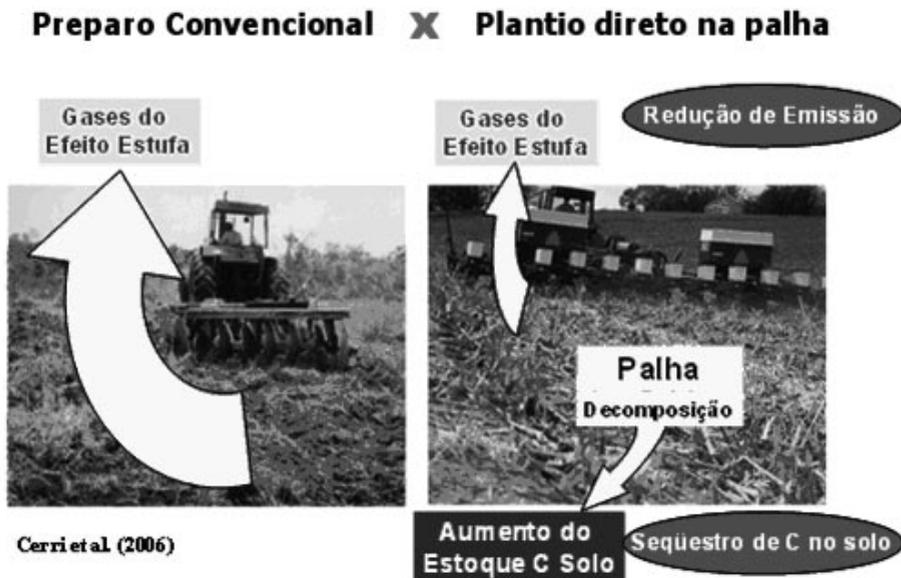 Preparo Convencional X Plantio direto na palha
Gases do
Efeito Estufa
Gases do
Efeito Estufa
Redução de Emissão
Palha
Decomposição
Aumento do
Estoque C Solo
Seqüestro de C no solo
Cerri et al. (2006)